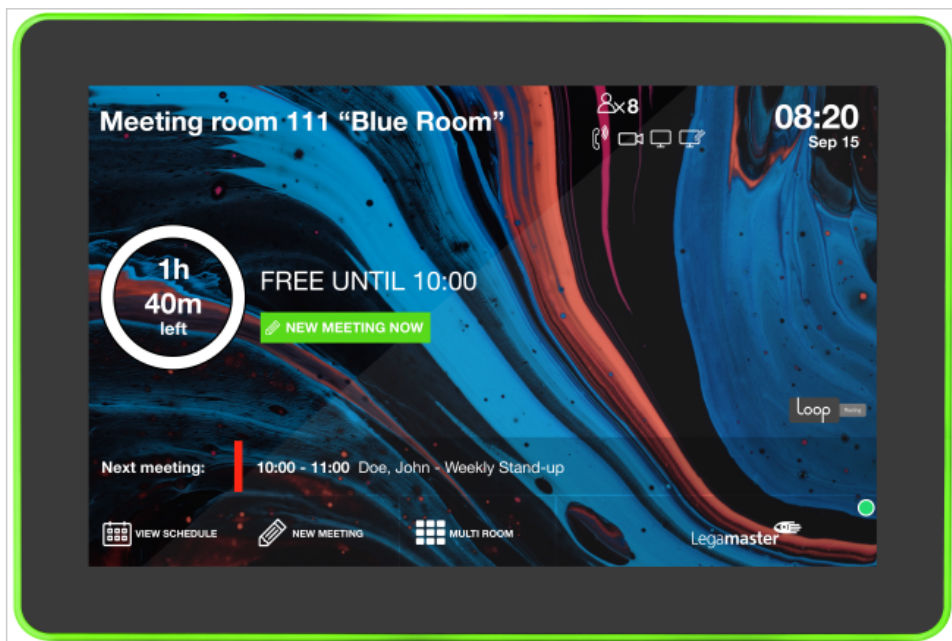 Meeting room 111 “Blue Room”
×8
08:20
Sep 15
1h
40m
left
FREE UNTIL 10:00
NEW MEETING NOW
Loop
Next meeting:
10:00 - 11:00 Doe, John - Weekly Stand-up
VIEW SCHEDULE
NEW MEETING
MULTI ROOM
Legamaster